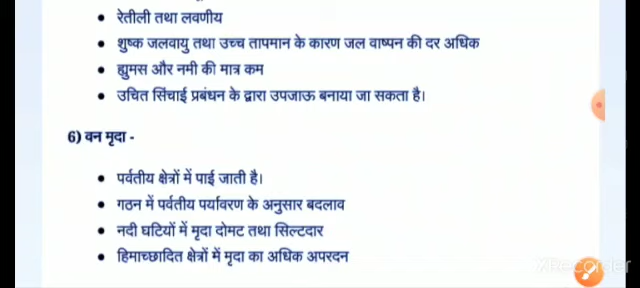 • रेतीली तथा लवणीय
• शुष्क जलवायु तथा उच्च तापमान के कारण जल वाष्पन की दर अधिक
• ह्युमस और नमी की मात्र कम
• उचित सिंचाई प्रबंधन के द्वारा उपजाऊ बनाया जा सकता है।
6) वन मृदा -
• पर्वतीय क्षेत्रों में पाई जाती है।
• गठन में पर्वतीय पर्यावरण के अनुसार बदलाव
• नदी घटियों में मृदा दोमट तथा सिल्टदार
• हिमाच्छादित क्षेत्रों में मृदा का अधिक अपरदन